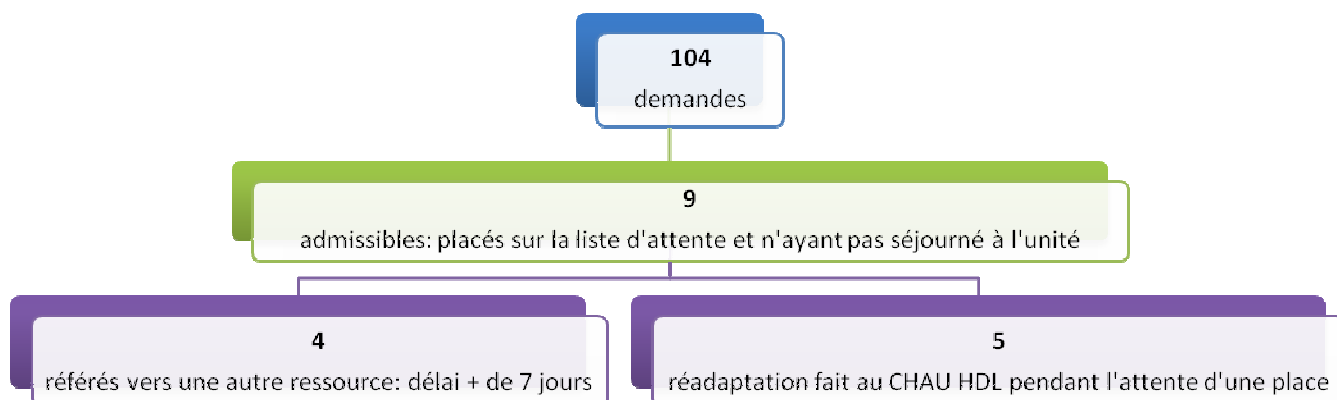 104
demandes
9
admissibles: placés sur la liste d'attente et n'ayant pas séjourné à l'unité
4
référés vers une autre ressource: délai + de 7 jours
5
réadaptation fait au CHAU HDL pendant l'attente d'une place